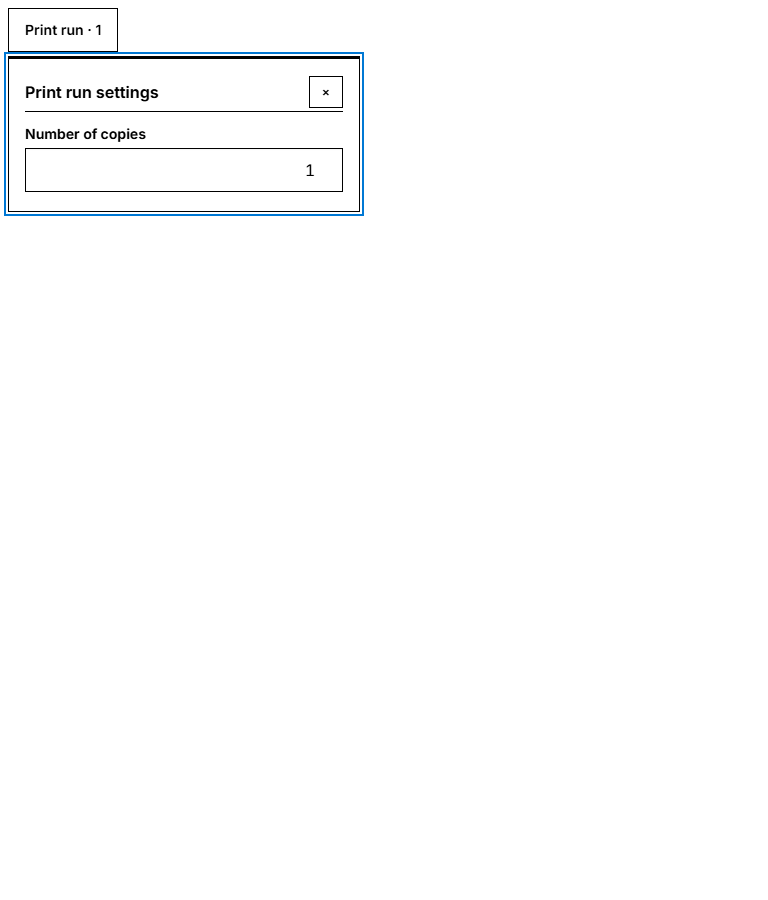 Print run · 1
Print run settings
×
Number of copies
1